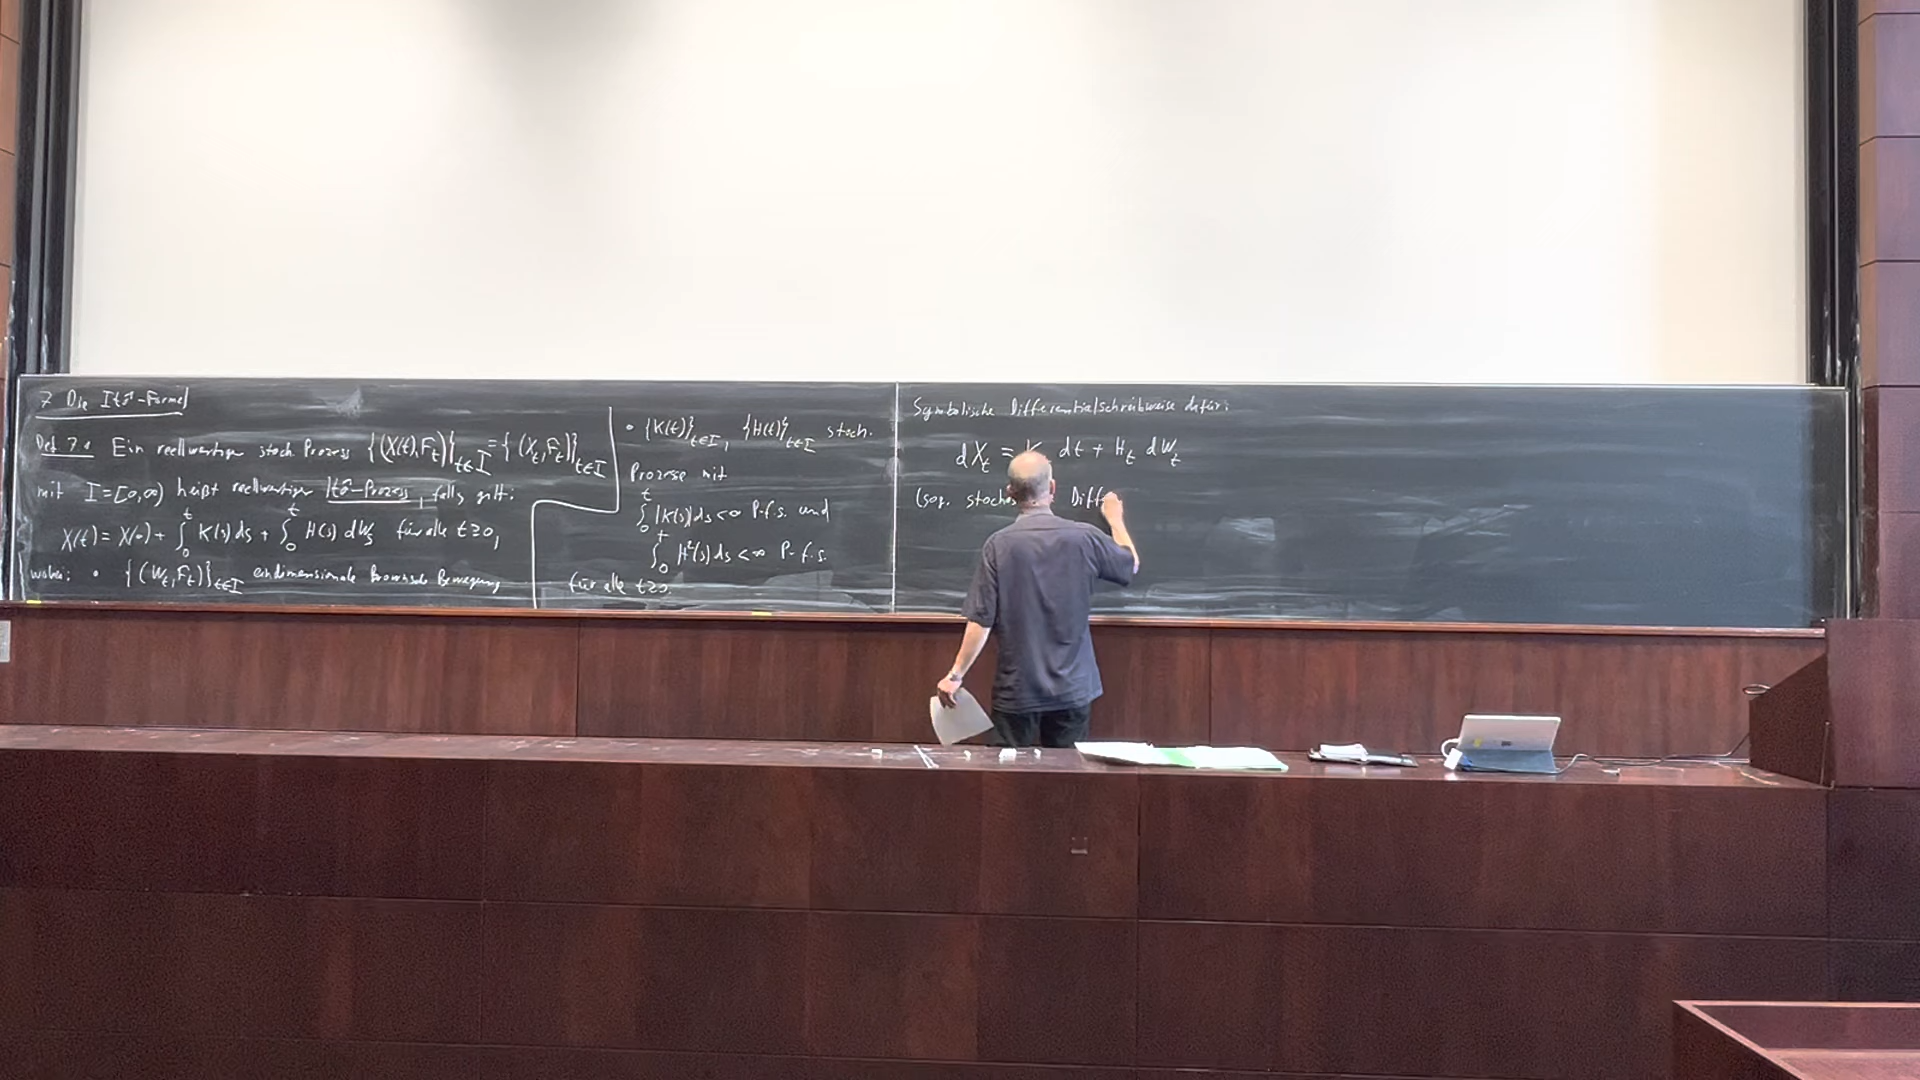 7 Die Itô-Formel
Def. 7.1 Ein reellwertiger stoch. Prozess {(X(t), F_t)}_{t∈I} = {(X_t, F_t)}_{t∈I}
mit I=[0,∞) heißt reellwertiger Itô-Prozess, falls gilt:
X(t) = X(0) + ∫_0^t K(s) ds + ∫_0^t H(s) dW_s für alle t≥0,
wobei: • {(W_t, F_t)}_{t∈I} eindimensionale Brownsche Bewegung
• {K(t)}_{t∈I}, {H(t)}_{t∈I} stoch.
Prozesse mit
∫_0^t |K(s)| ds < ∞ P-f.s. und
∫_0^t H²(s) ds < ∞ P-f.s.
für alle t≥0.
Symbolische Differentialschreibweise dafür:
dX_t = K dt + H_t dW_t
(sog. stochas Diff